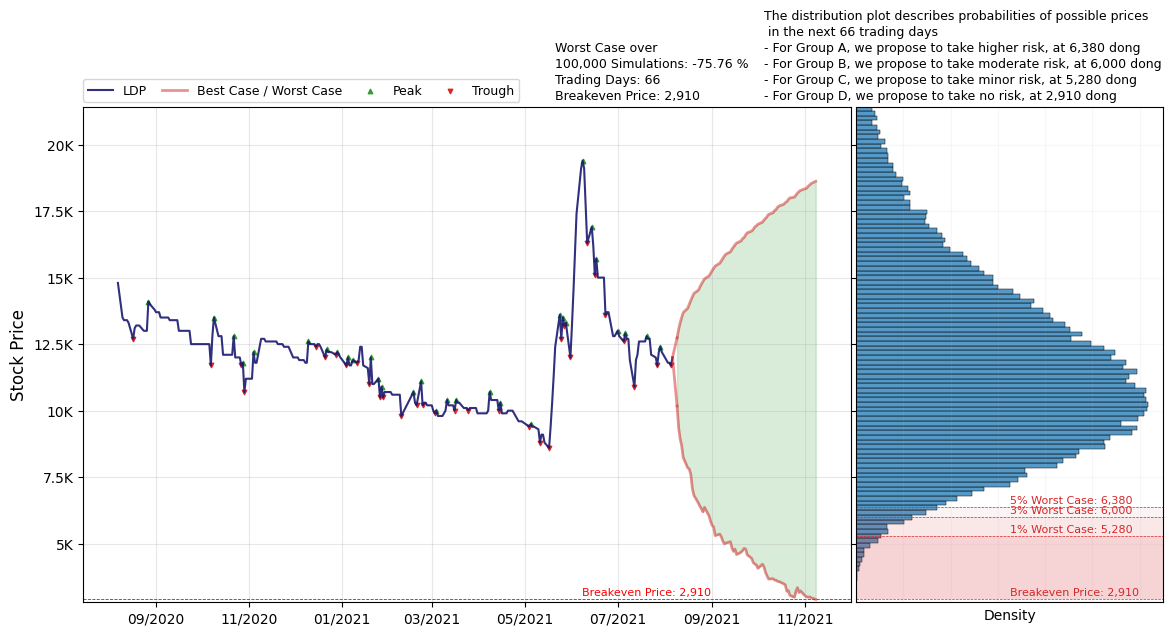 The distribution plot describes probabilities of possible prices
in the next 66 trading days
- For Group A, we propose to take higher risk, at 6,380 dong
- For Group B, we propose to take moderate risk, at 6,000 dong
- For Group C, we propose to take minor risk, at 5,280 dong
- For Group D, we propose to take no risk, at 2,910 dong
Worst Case over
100,000 Simulations: -75.76 %
Trading Days: 66
Breakeven Price: 2,910
LDP
Best Case / Worst Case
Peak
Trough
Stock Price
20K
17.5K
15K
12.5K
10K
7.5K
5K
Breakeven Price: 2,910
09/2020
11/2020
01/2021
03/2021
05/2021
07/2021
09/2021
11/2021
5% Worst Case: 6,380
3% Worst Case: 6,000
1% Worst Case: 5,280
Breakeven Price: 2,910
Density